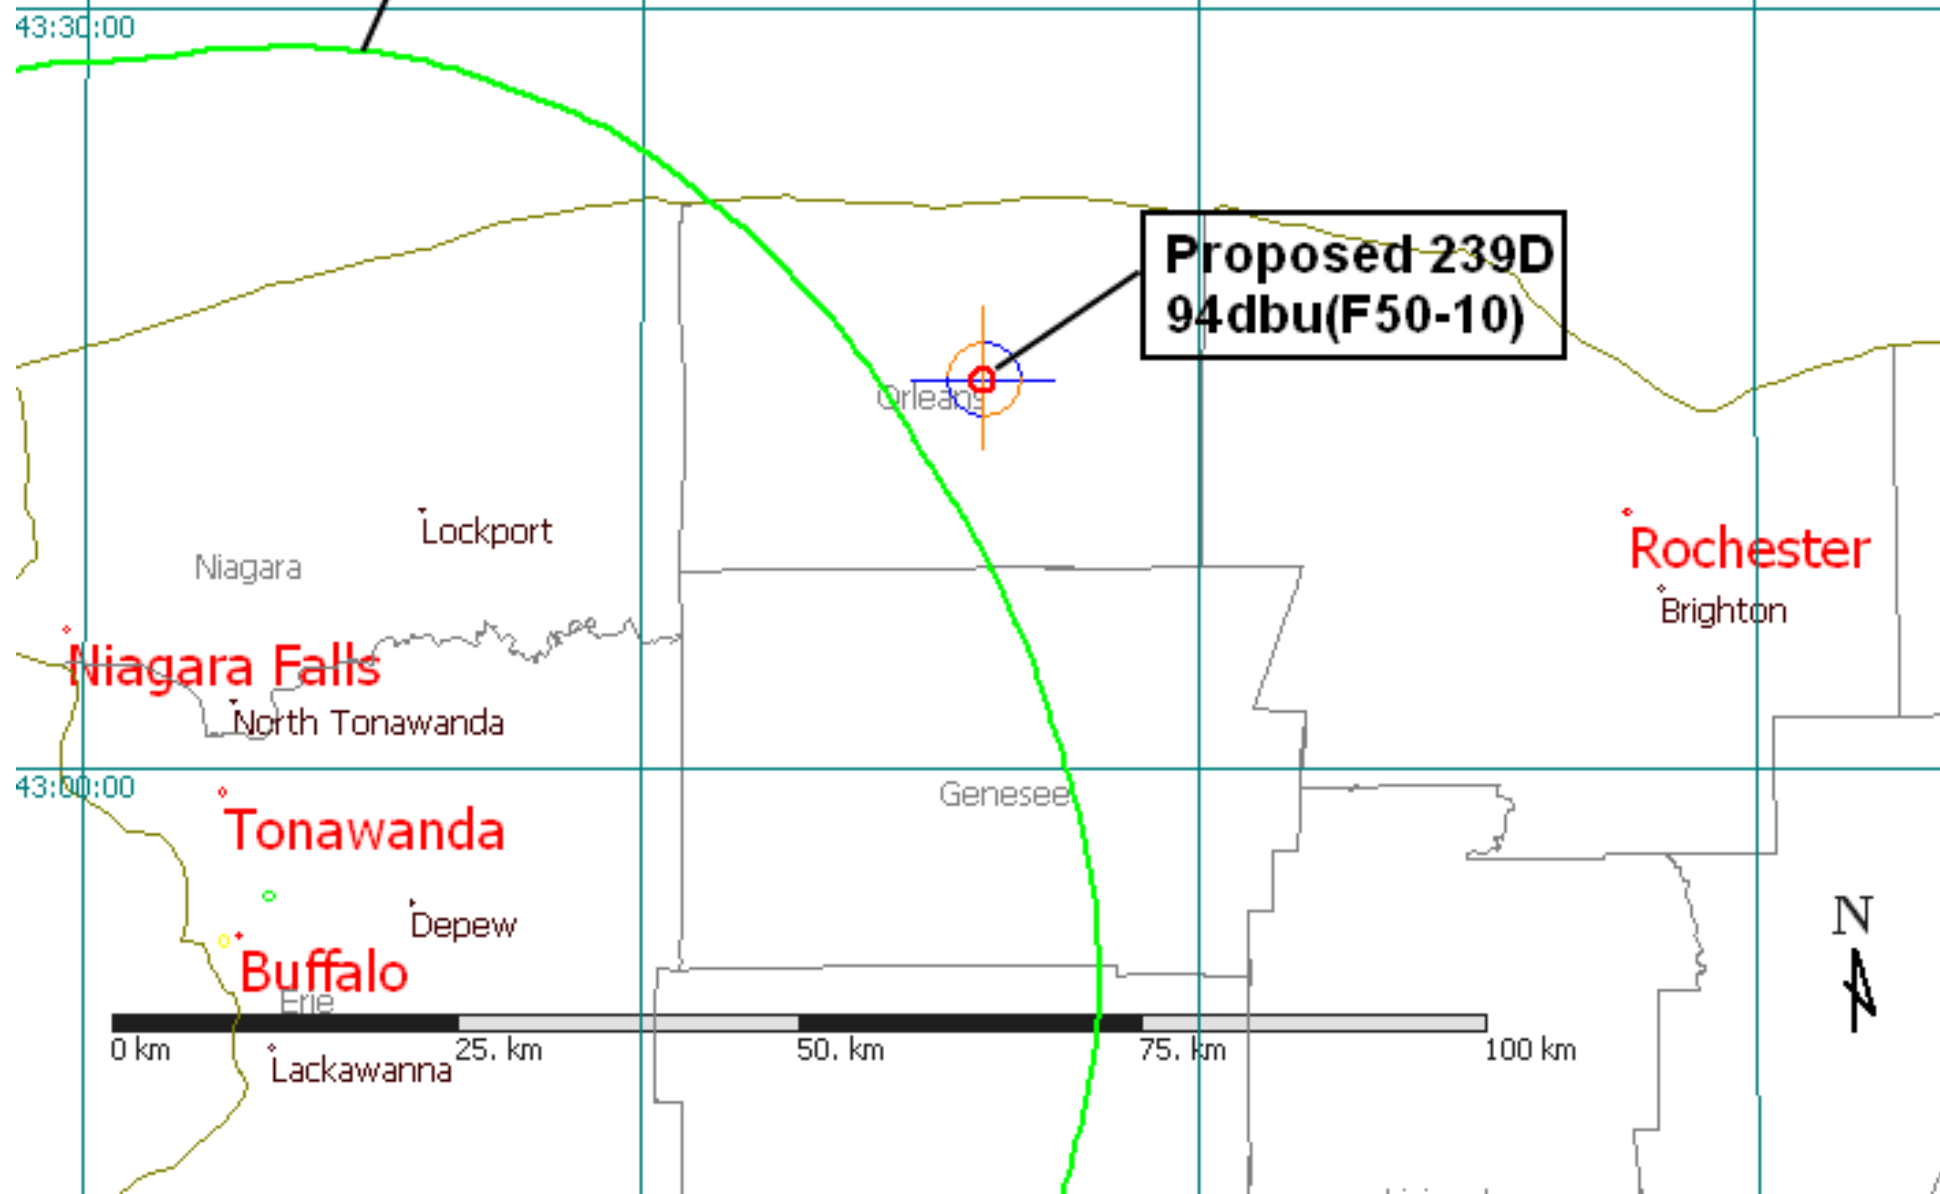 43:30:00
Proposed 239D
94dbu(F50-10)
Orleans
Lockport
Niagara
Rochester
Brighton
Niagara Falls
North Tonawanda
43:00:00
Genesee
Tonawanda
Depew
N
Buffalo
Erie
0 km 25. km 50. km 75. km 100 km
Lackawanna